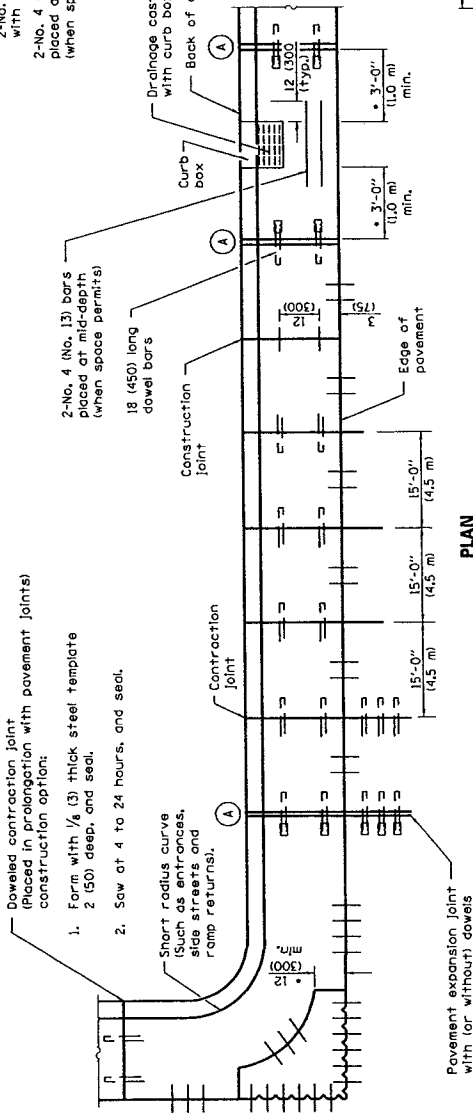 Doweled contraction joint
(Placed in prolongation with pavement joints)
construction option:
1. Form with 1/8 (3) thick steel template
2 (50) deep, and seal.
2. Saw at 4 to 24 hours, and seal.
Short radius curve
(Such as entrances,
side streets and
ramp returns).
* 12
(300)
min.
Pavement expansion joint
with (or without) dowels
A
Contraction
joint
15'-0"
(4.5 m)
15'-0"
(4.5 m)
15'-0"
(4.5 m)
PLAN
Construction
joint
2-No. 4 (No. 13) bars
placed at mid-depth
(when space permits)
18 (450) long
dowel bars
12
(300)
3
(75)
Edge of
pavement
A
Curb
box
Drainage cast
with curb box
Back of
12
(300
(typ.)
A
* 3'-0"
(1.0 m)
min.
* 3'-0"
(1.0 m)
min.
2-No.
with
2-No. 4
placed a
(when sp